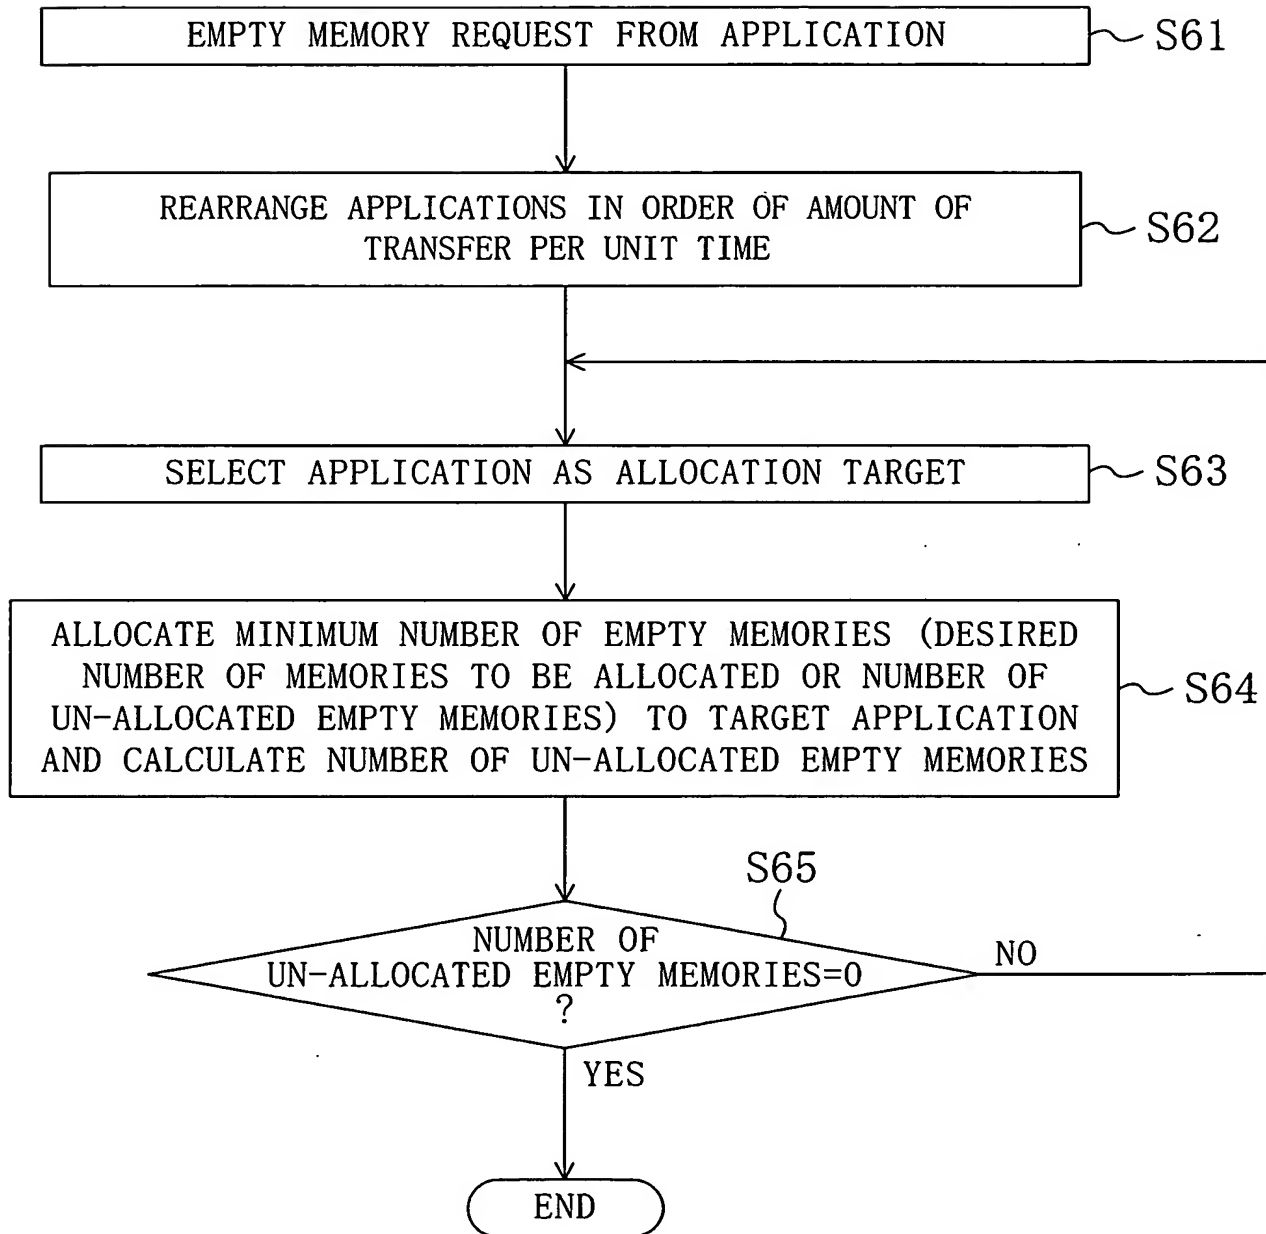 EMPTY MEMORY REQUEST FROM APPLICATION
S61
REARRANGE APPLICATIONS IN ORDER OF AMOUNT OF
TRANSFER PER UNIT TIME
S62
SELECT APPLICATION AS ALLOCATION TARGET
S63
ALLOCATE MINIMUM NUMBER OF EMPTY MEMORIES (DESIRED
NUMBER OF MEMORIES TO BE ALLOCATED OR NUMBER OF
UN-ALLOCATED EMPTY MEMORIES) TO TARGET APPLICATION
AND CALCULATE NUMBER OF UN-ALLOCATED EMPTY MEMORIES
S64
S65
NUMBER OF
UN-ALLOCATED EMPTY MEMORIES=0
?
NO
YES
END